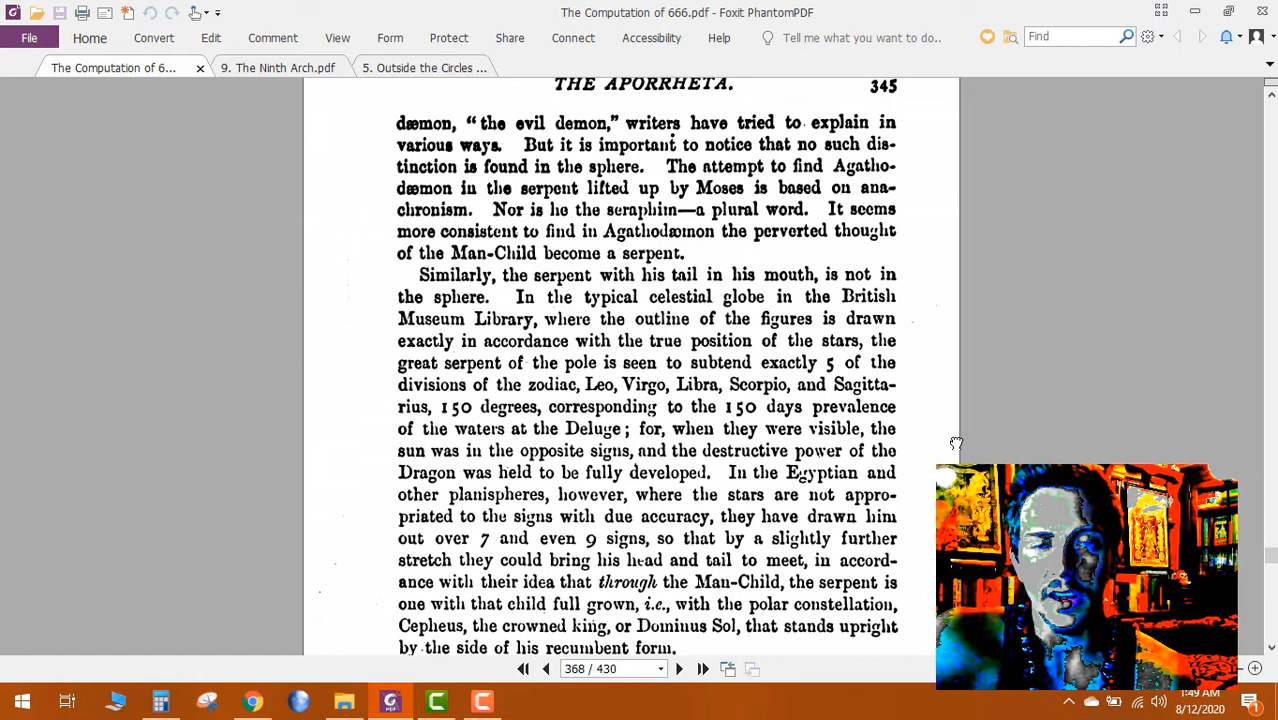 The Computation of 666.pdf - Foxit PhantomPDF
File Home Convert Edit Comment View Form Protect Share Connect Accessibility Help Tell me what you want to do.. Find
The Computation of 6... 9. The Ninth Arch.pdf 5. Outside the Circles ...
THE APORRHETA. 345
dæmon, “the evil demon,” writers have tried to explain in
various ways. But it is important to notice that no such dis-
tinction is found in the sphere. The attempt to find Agatho-
dæmon in the serpent lifted up by Moses is based on ana-
chronism. Nor is he the seraphim—a plural word. It seems
more consistent to find in Agathodæmon the perverted thought
of the Man-Child become a serpent.
Similarly, the serpent with his tail in his mouth, is not in
the sphere. In the typical celestial globe in the British
Museum Library, where the outline of the figures is drawn
exactly in accordance with the true position of the stars, the
great serpent of the pole is seen to subtend exactly 5 of the
divisions of the zodiac, Leo, Virgo, Libra, Scorpio, and Sagitta-
rius, 150 degrees, corresponding to the 150 days prevalence
of the waters at the Deluge; for, when they were visible, the
sun was in the opposite signs, and the destructive power of the
Dragon was held to be fully developed. In the Egyptian and
other planispheres, however, where the stars are not appro-
priated to the signs with due accuracy, they have drawn him
out over 7 and even 9 signs, so that by a slightly further
stretch they could bring his head and tail to meet, in accord-
ance with their idea that through the Man-Child, the serpent is
one with that child full grown, i.e., with the polar constellation,
Cepheus, the crowned king, or Dominus Sol, that stands upright
by the side of his recumbent form.
368 / 430
1:49 AM
8/12/2020